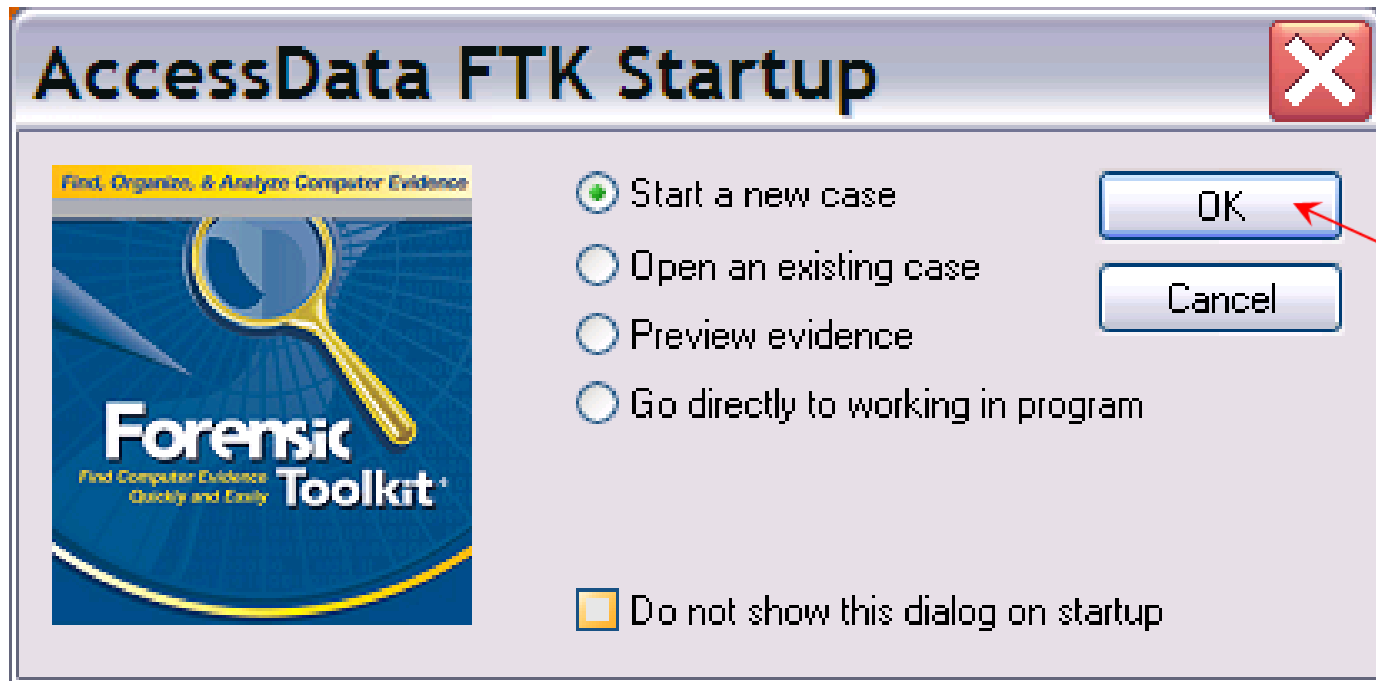 AccessData FTK Startup
Find, Organize, & Analyze Computer Evidence
Forensic
Find Computer Evidence
Quickly and Easily
Toolkit
Start a new case
Open an existing case
Preview evidence
Go directly to working in program
OK
Cancel
Do not show this dialog on startup